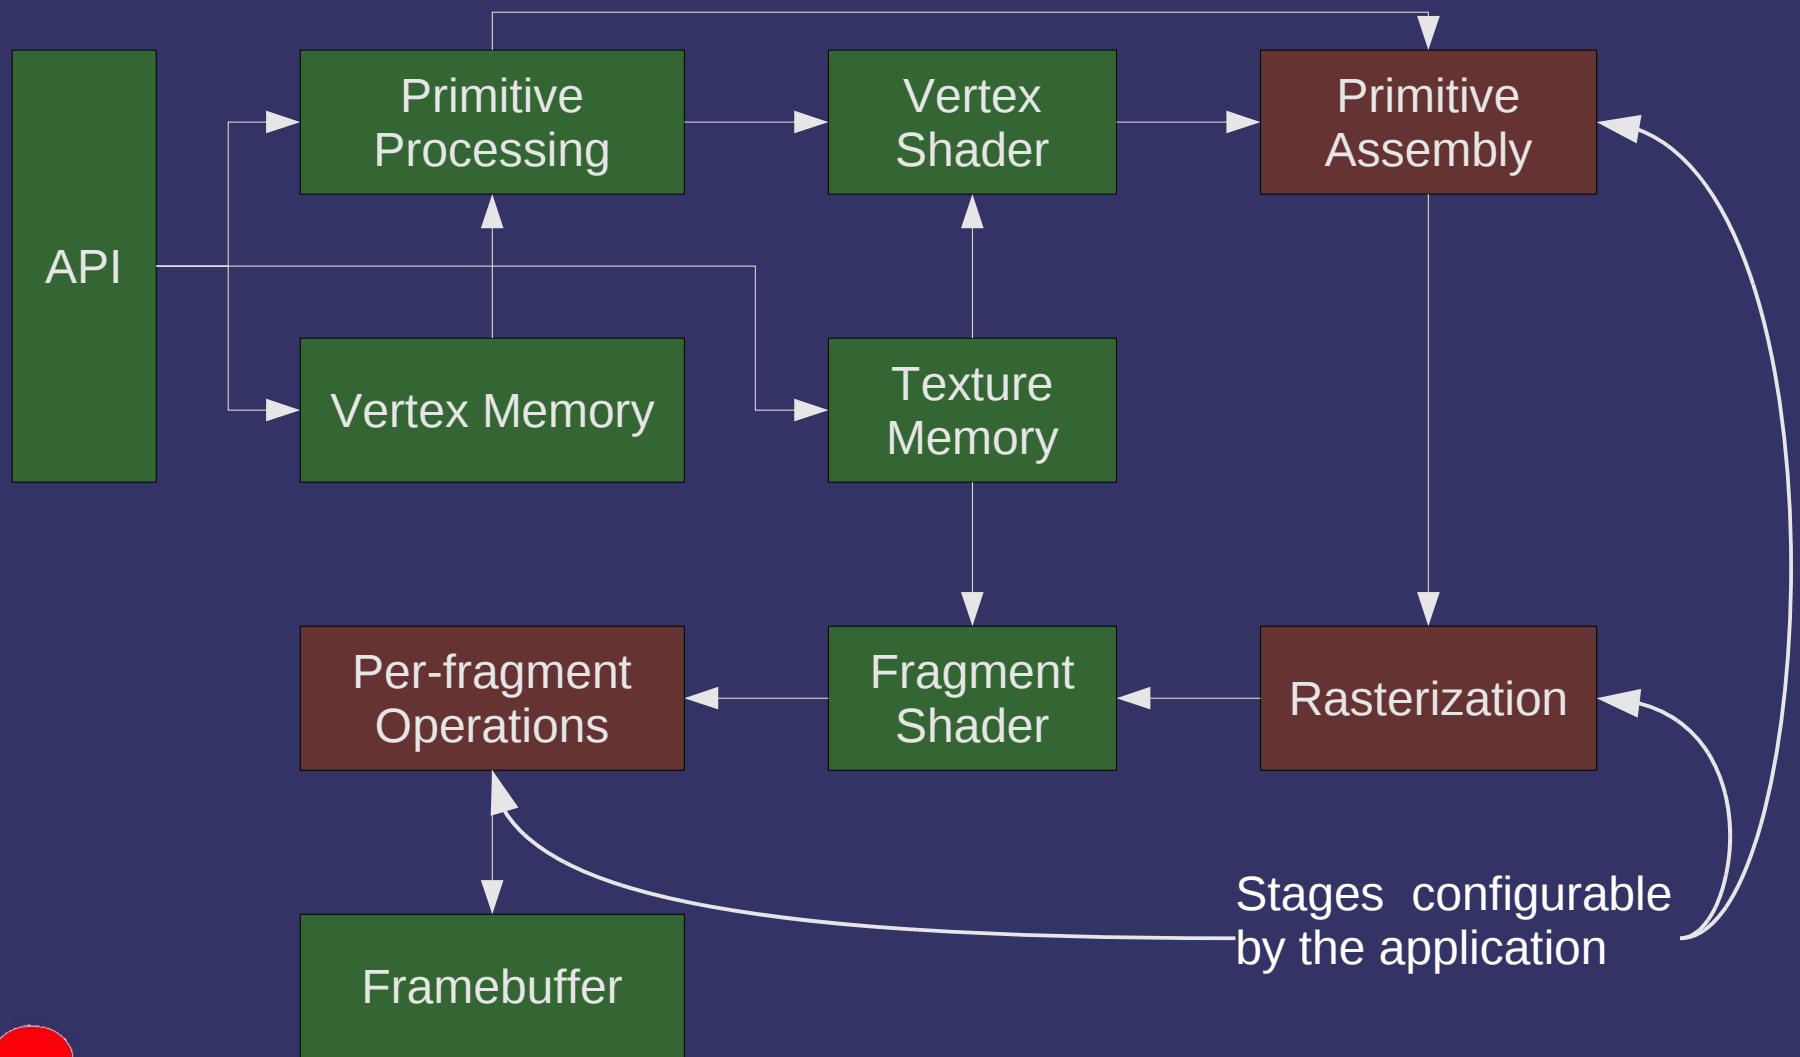 Primitive
Processing
Vertex
Shader
Primitive
Assembly
API
Vertex Memory
Texture
Memory
Per-fragment
Operations
Fragment
Shader
Rasterization
Stages  configurable
by the application
Framebuffer